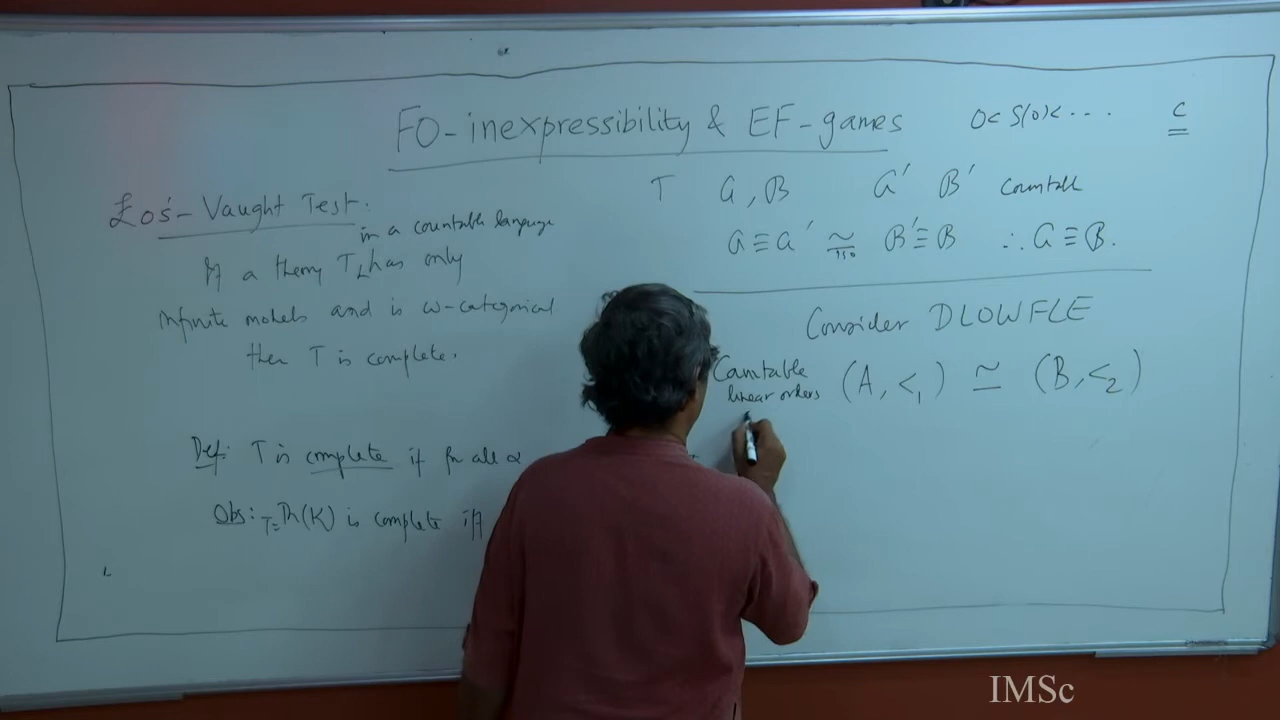 FO-inexpressibility & EF-games
0 < S(0) < ....
c
Łoś-Vaught Test:
in a countable language
If a theory T has only
infinite models and is ω-categorical
then T is complete.
Def: T is complete if for all α
Obs: T=Th(K) is complete iff
T 𝒜, ℬ 𝒜′ ℬ′ Countable
𝒜 ≡ 𝒜′ ≅ iso ℬ′ ≡ ℬ ∴ 𝒜 ≡ ℬ.
Consider DLOWFLE
Countable
linear orders (A, <₁) ≅ (B, <₂)
IMSc